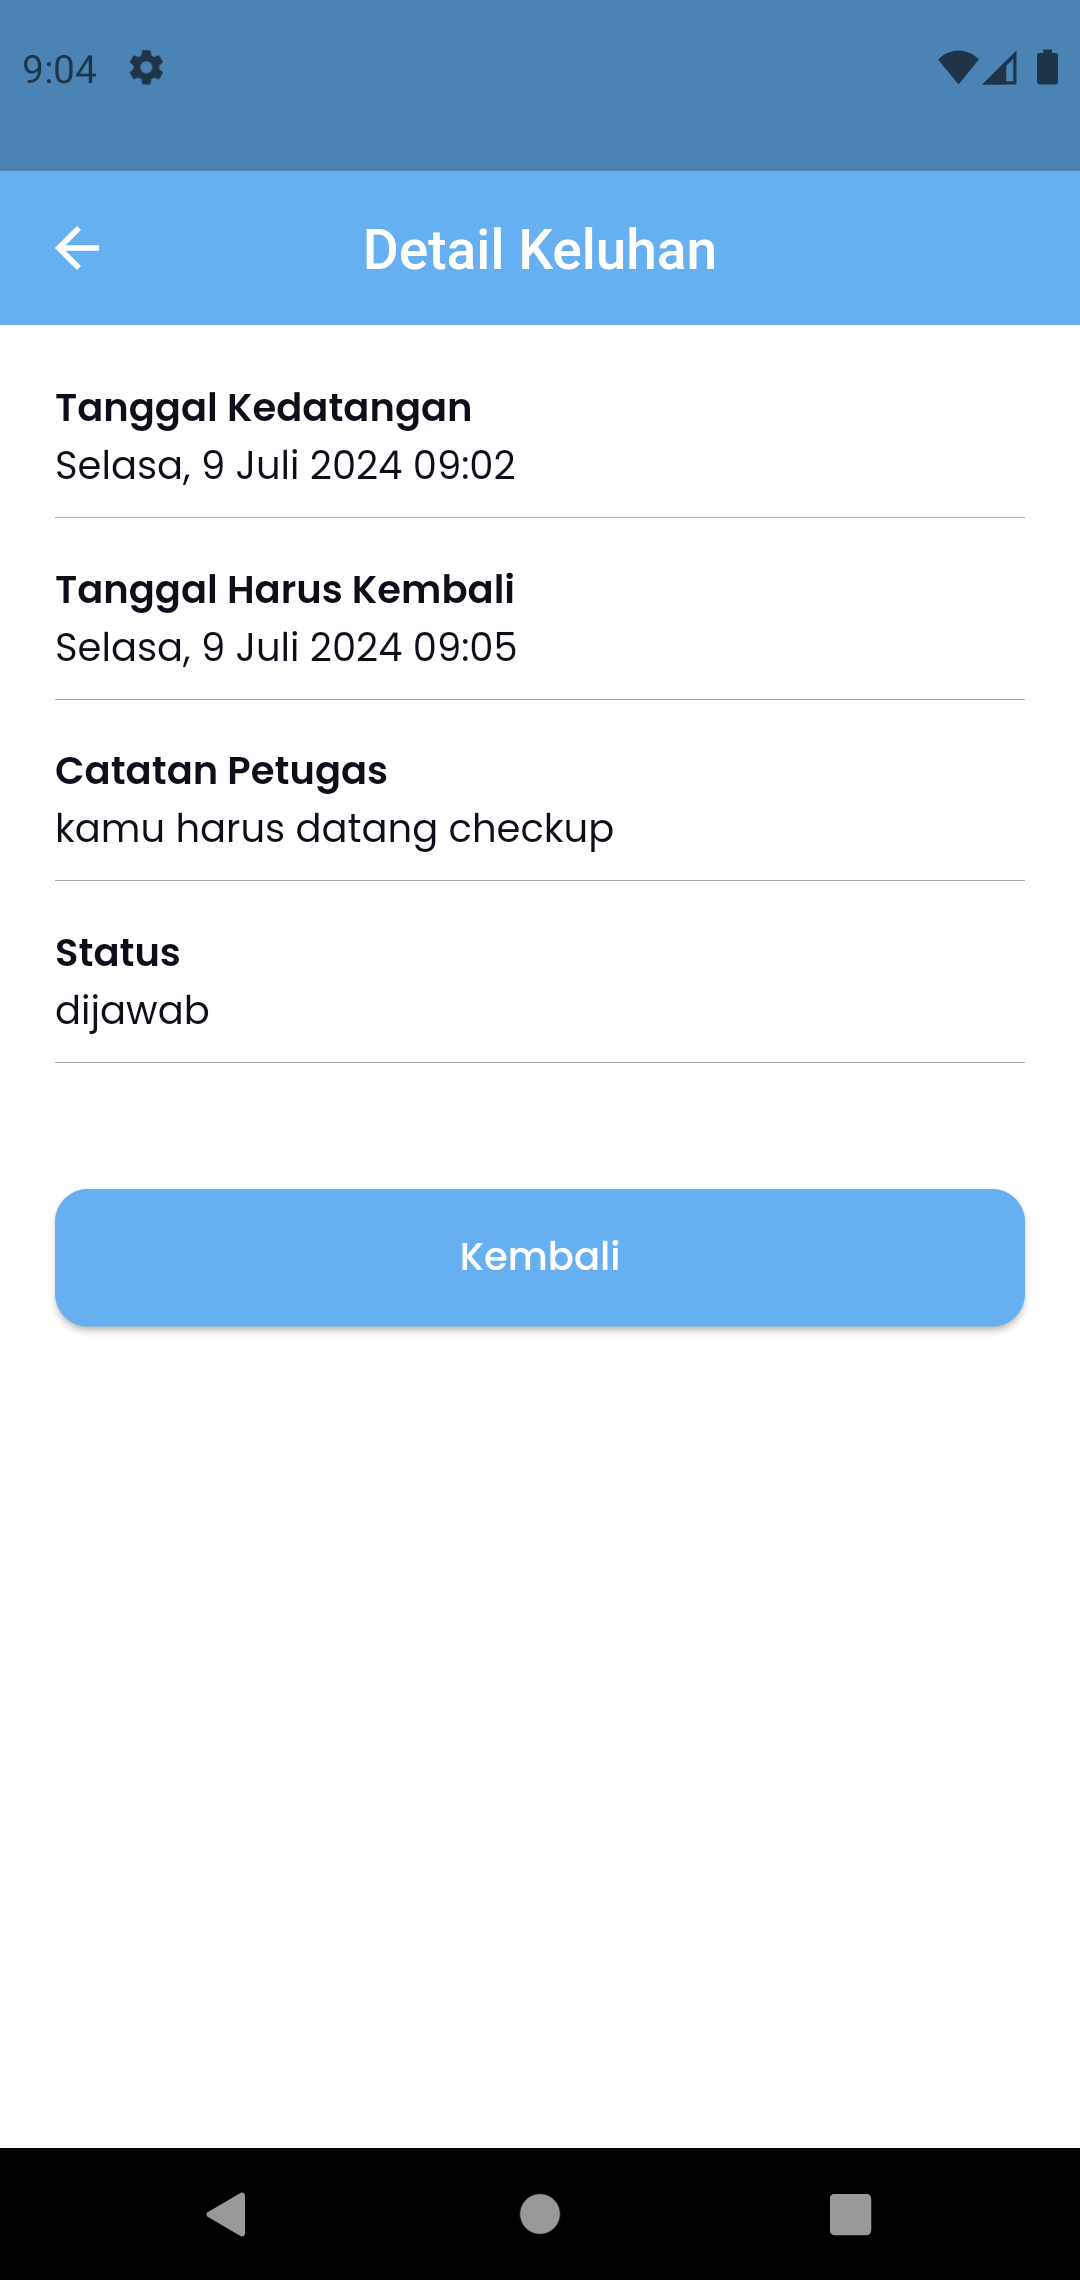 9:04
Detail Keluhan
Tanggal Kedatangan
Selasa, 9 Juli 2024 09:02
Tanggal Harus Kembali
Selasa, 9 Juli 2024 09:05
Catatan Petugas
kamu harus datang checkup
Status
dijawab
Kembali